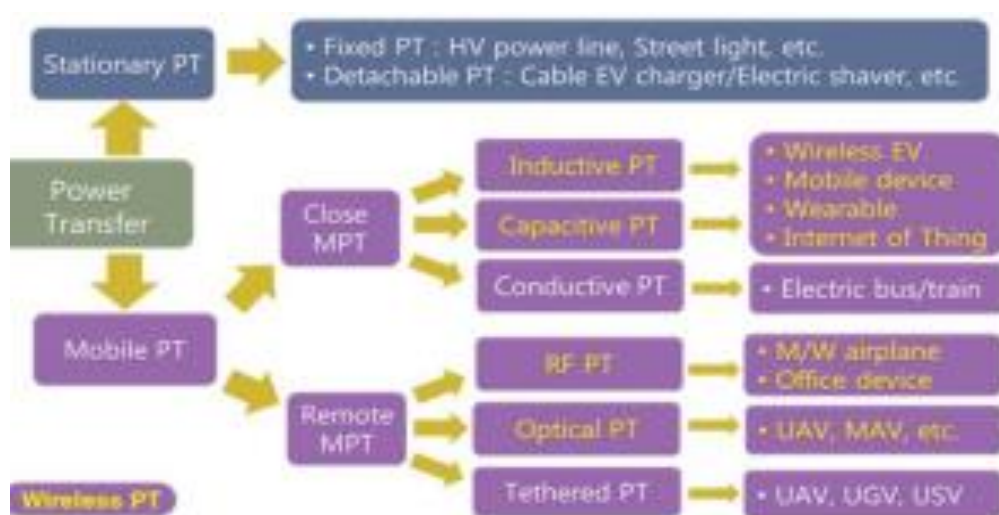 Stationary PT
• Fixed PT : HV power line, Street light, etc.
• Detachable PT : Cable EV charger/Electric shaver, etc.
Power
Transfer
Mobile PT
Close
MPT
Inductive PT
Capacitive PT
• Wireless EV
• Mobile device
• Wearable
• Internet of Thing
Conductive PT
• Electric bus/train
Remote
MPT
RF PT
• M/W airplane
• Office device
Optical PT
• UAV, MAV, etc.
Tethered PT
• UAV, UGV, USV
Wireless PT